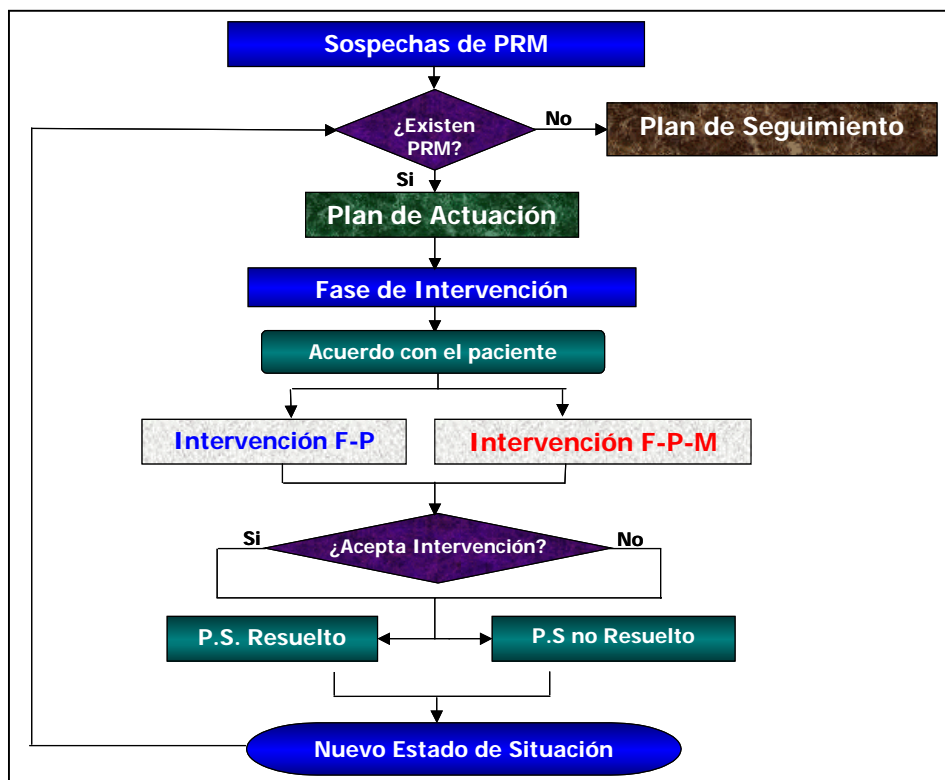 Sospechas de PRM
¿Existen
PRM?
No
Plan de Seguimiento
Si
Plan de Actuación
Fase de Intervención
Acuerdo con el paciente
Intervención F-P
Intervención F-P-M
Si
¿Acepta Intervención?
No
P.S. Resuelto
P.S no Resuelto
Nuevo Estado de Situación